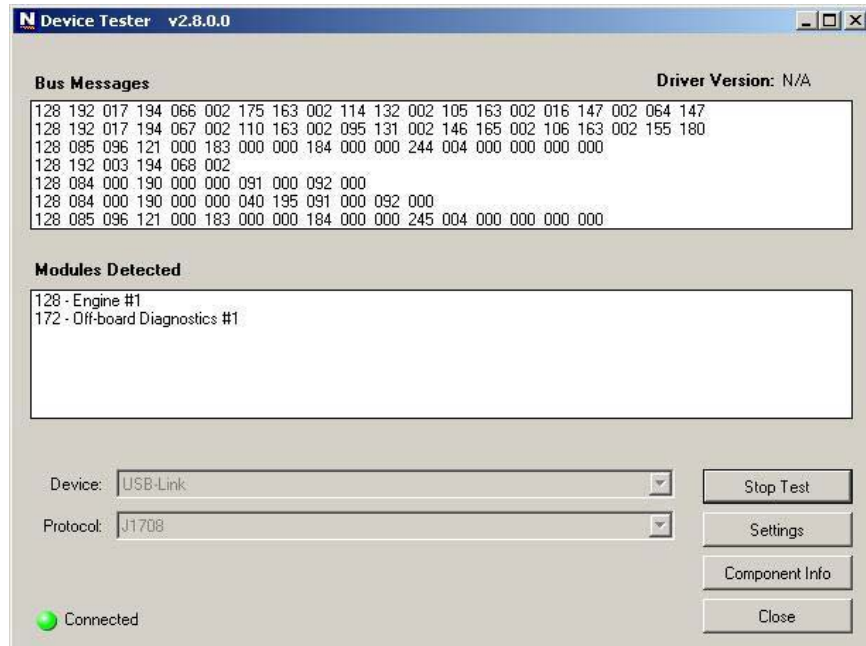 N Device Tester v2.8.0.0
Bus Messages
Driver Version: N/A
128 192 017 194 066 002 175 163 002 114 132 002 105 163 002 016 147 002 064 147
128 192 017 194 067 002 110 163 002 095 131 002 146 165 002 106 163 002 155 180
128 085 096 121 000 183 000 000 184 000 000 244 004 000 000 000 000
128 192 003 194 068 002
128 084 000 190 000 000 091 000 092 000
128 084 000 190 000 000 040 195 091 000 092 000
128 085 096 121 000 183 000 000 184 000 000 245 004 000 000 000 000
Modules Detected
128 - Engine #1
172 - Off-board Diagnostics #1
Device: USB-Link
Stop Test
Protocol: J1708
Settings
Component Info
Connected
Close